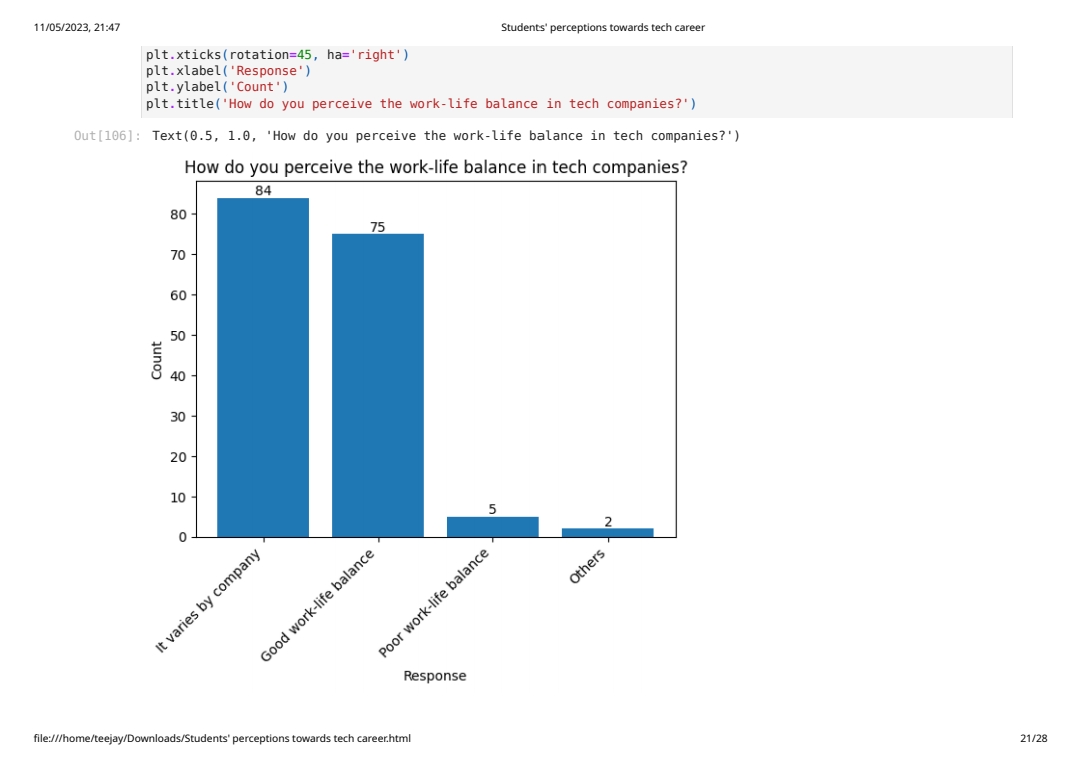 11/05/2023, 21:47 Students' perceptions towards tech career
plt.xticks(rotation=45, ha='right')
plt.xlabel('Response')
plt.ylabel('Count')
plt.title('How do you perceive the work-life balance in tech companies?')
Out[106]: Text(0.5, 1.0, 'How do you perceive the work-life balance in tech companies?')
How do you perceive the work-life balance in tech companies?
84
80
75
70
60
50
Count
40
30
20
10
5
2
0
It varies by company
Good work-life balance
Poor work-life balance
Others
Response
file:///home/teejay/Downloads/Students' perceptions towards tech career.html 21/28